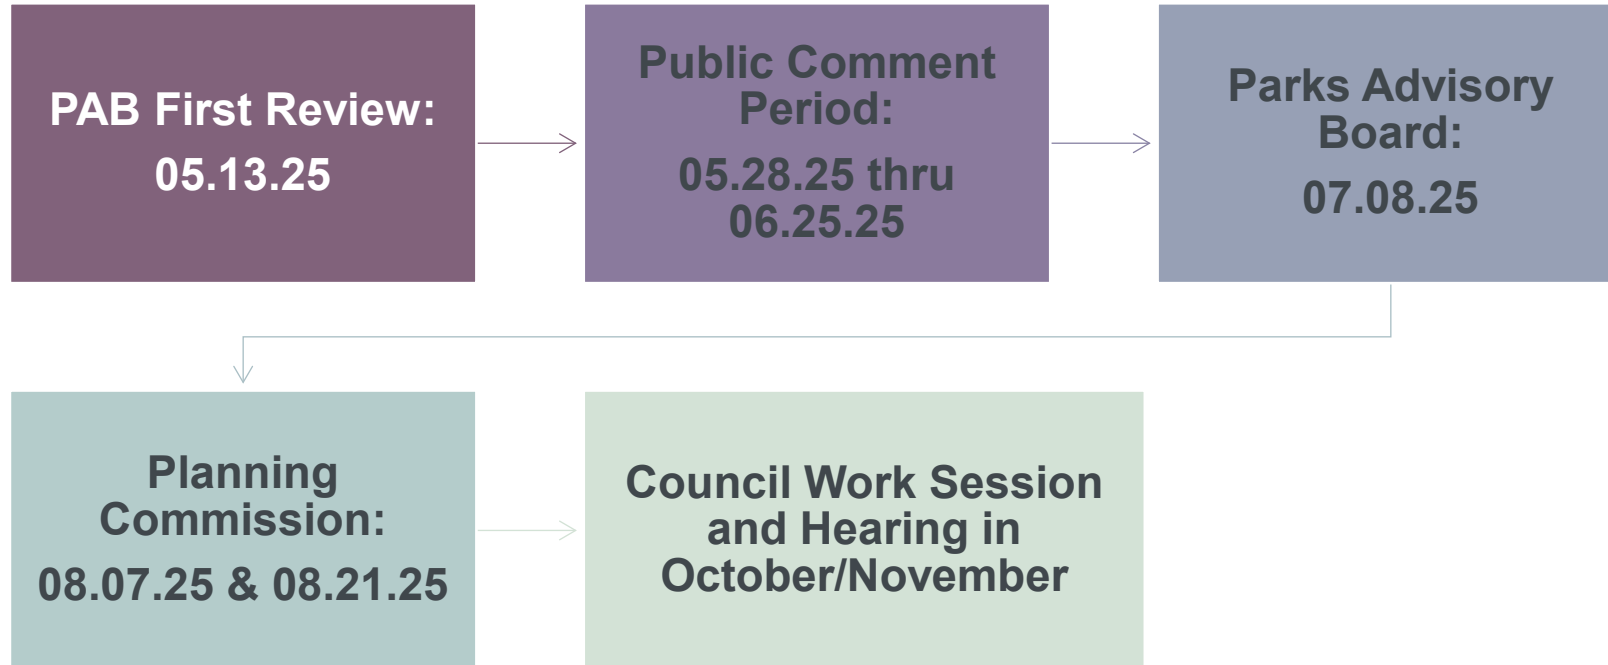 PAB First Review:
05.13.25
Public Comment
Period:
05.28.25 thru
06.25.25
Parks Advisory
Board:
07.08.25
Planning
Commission:
08.07.25 & 08.21.25
Council Work Session
and Hearing in
October/November